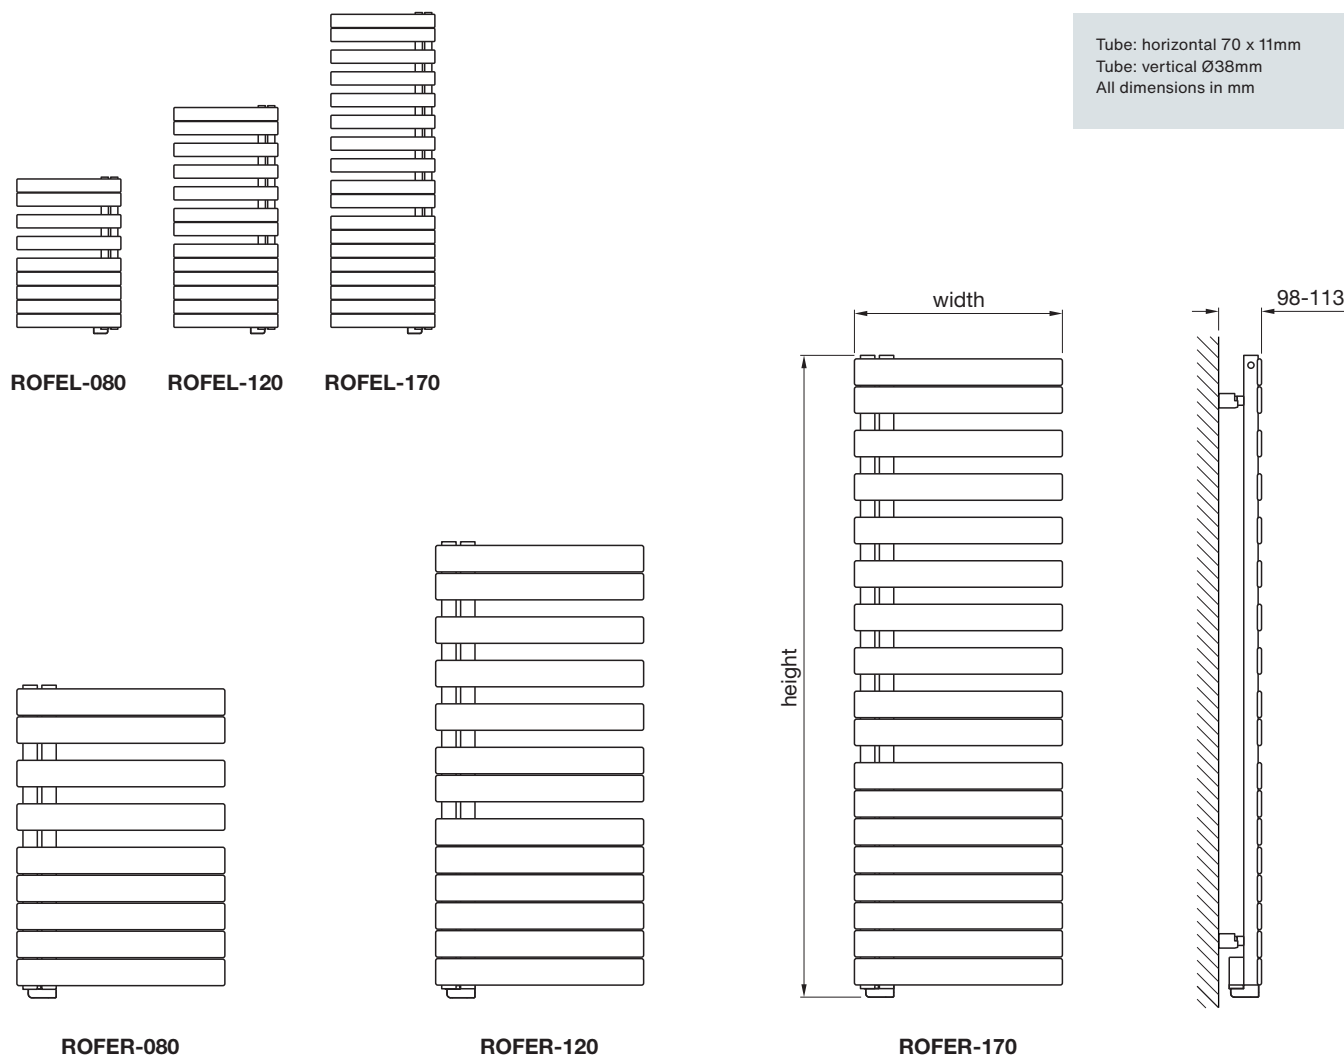 Tube: horizontal 70 x 11mm
Tube: vertical Ø38mm
All dimensions in mm
ROFEL-080
ROFEL-120
ROFEL-170
width
98-113
height
ROFER-080
ROFER-120
ROFER-170